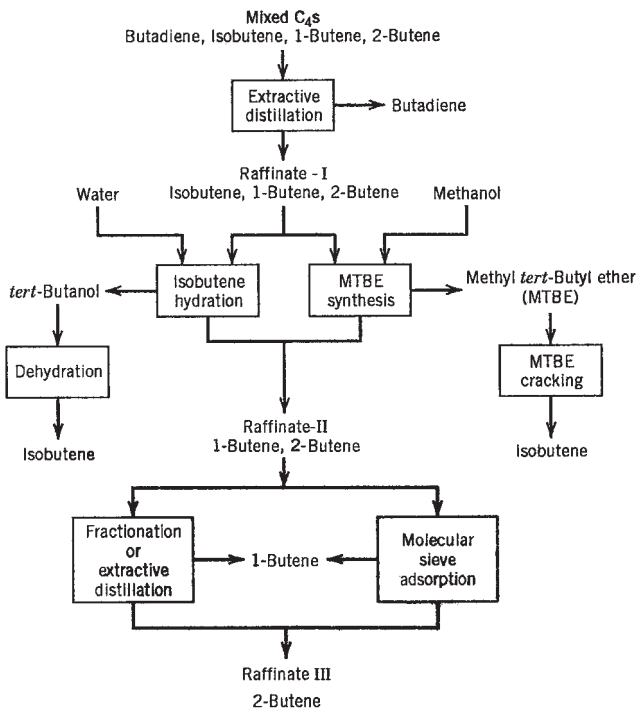 Mixed C₄s
Butadiene, Isobutene, 1-Butene, 2-Butene
Extractive
distillation
Butadiene
Raffinate - I
Isobutene, 1-Butene, 2-Butene
Water
Methanol
Isobutene
hydration
MTBE
synthesis
tert-Butanol
Methyl tert-Butyl ether
(MTBE)
Dehydration
MTBE
cracking
Isobutene
Isobutene
Raffinate-II
1-Butene, 2-Butene
Fractionation
or
extractive
distillation
1-Butene
Molecular
sieve
adsorption
Raffinate III
2-Butene